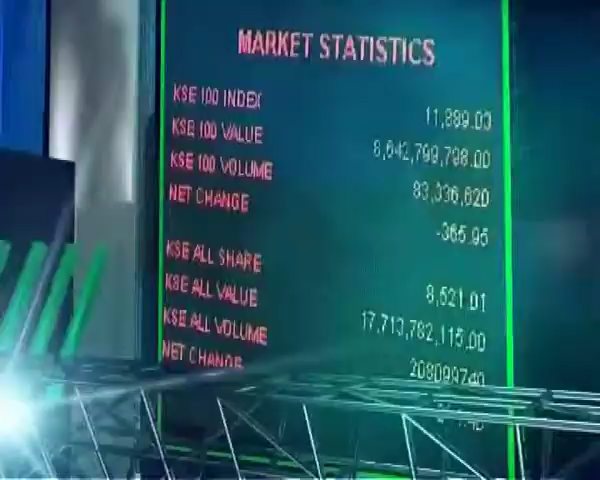 MARKET STATISTICS
KSE 100 INDEX 11,889.03
KSE 100 VALUE 8,642,799,798.00
KSE 100 VOLUME 83,336,620
NET CHANGE -365.95
KSE ALL SHARE 8,521.01
KSE ALL VALUE 17,713,782,115.00
KSE ALL VOLUME 208099740
NET CHANGE